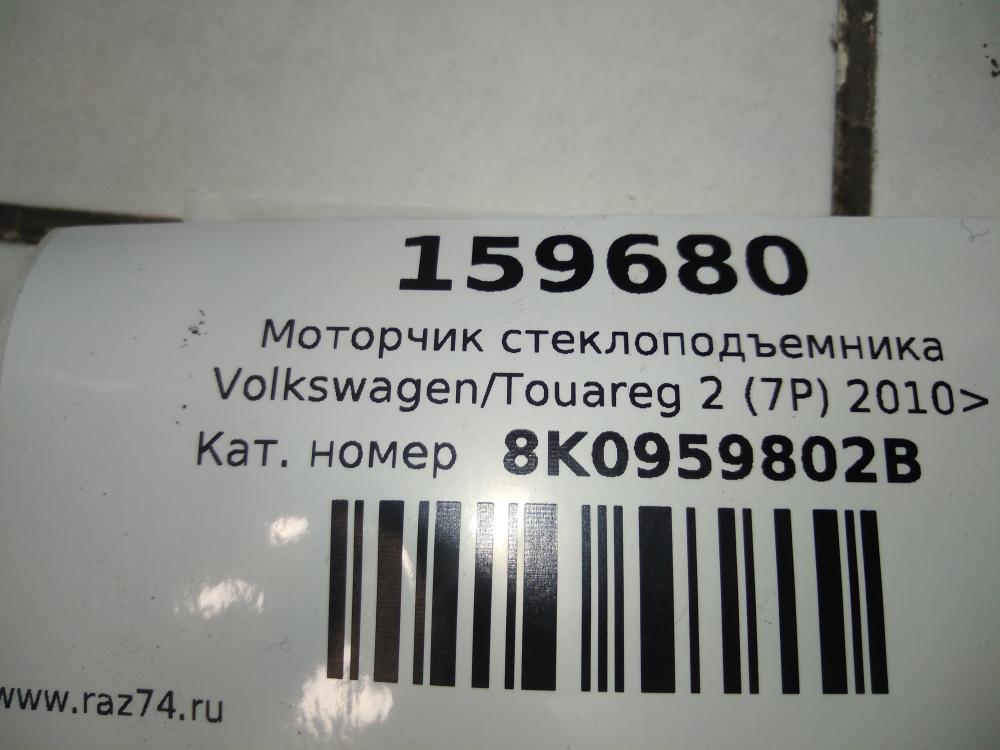 159680
Моторчик стеклоподъемника
Volkswagen/Touareg 2 (7P) 2010>
Кат. номер 8K0959802B
www.raz74.ru